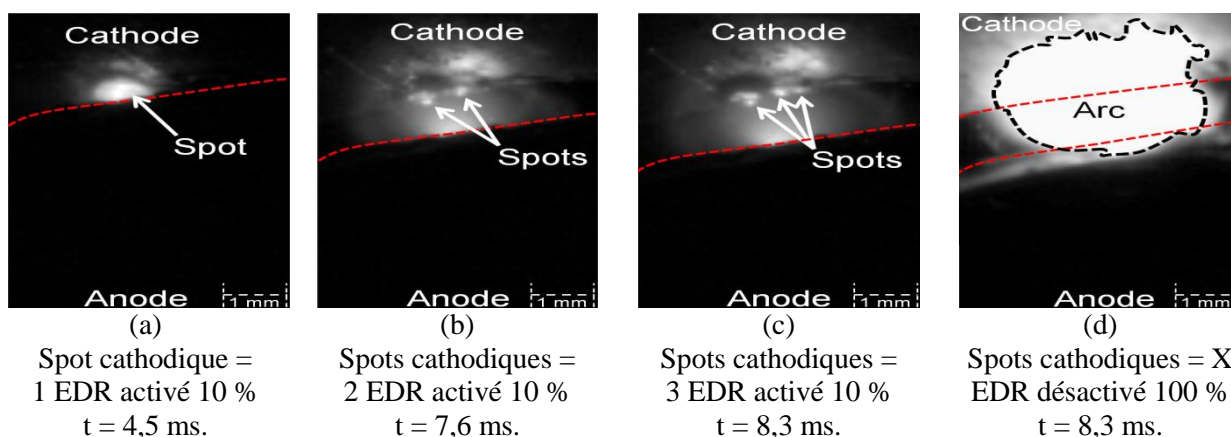 Cathode
Spot
Anode
1 mm
(a)
Spot cathodique =
1 EDR activé 10 %
t = 4,5 ms.
Cathode
Spots
Anode
1 mm
(b)
Spots cathodiques =
2 EDR activé 10 %
t = 7,6 ms.
Cathode
Spots
Anode
1 mm
(c)
Spots cathodiques =
3 EDR activé 10 %
t = 8,3 ms.
Cathode
Arc
Anode
1 mm
(d)
Spots cathodiques = X
EDR désactivé 100 %
t = 8,3 ms.